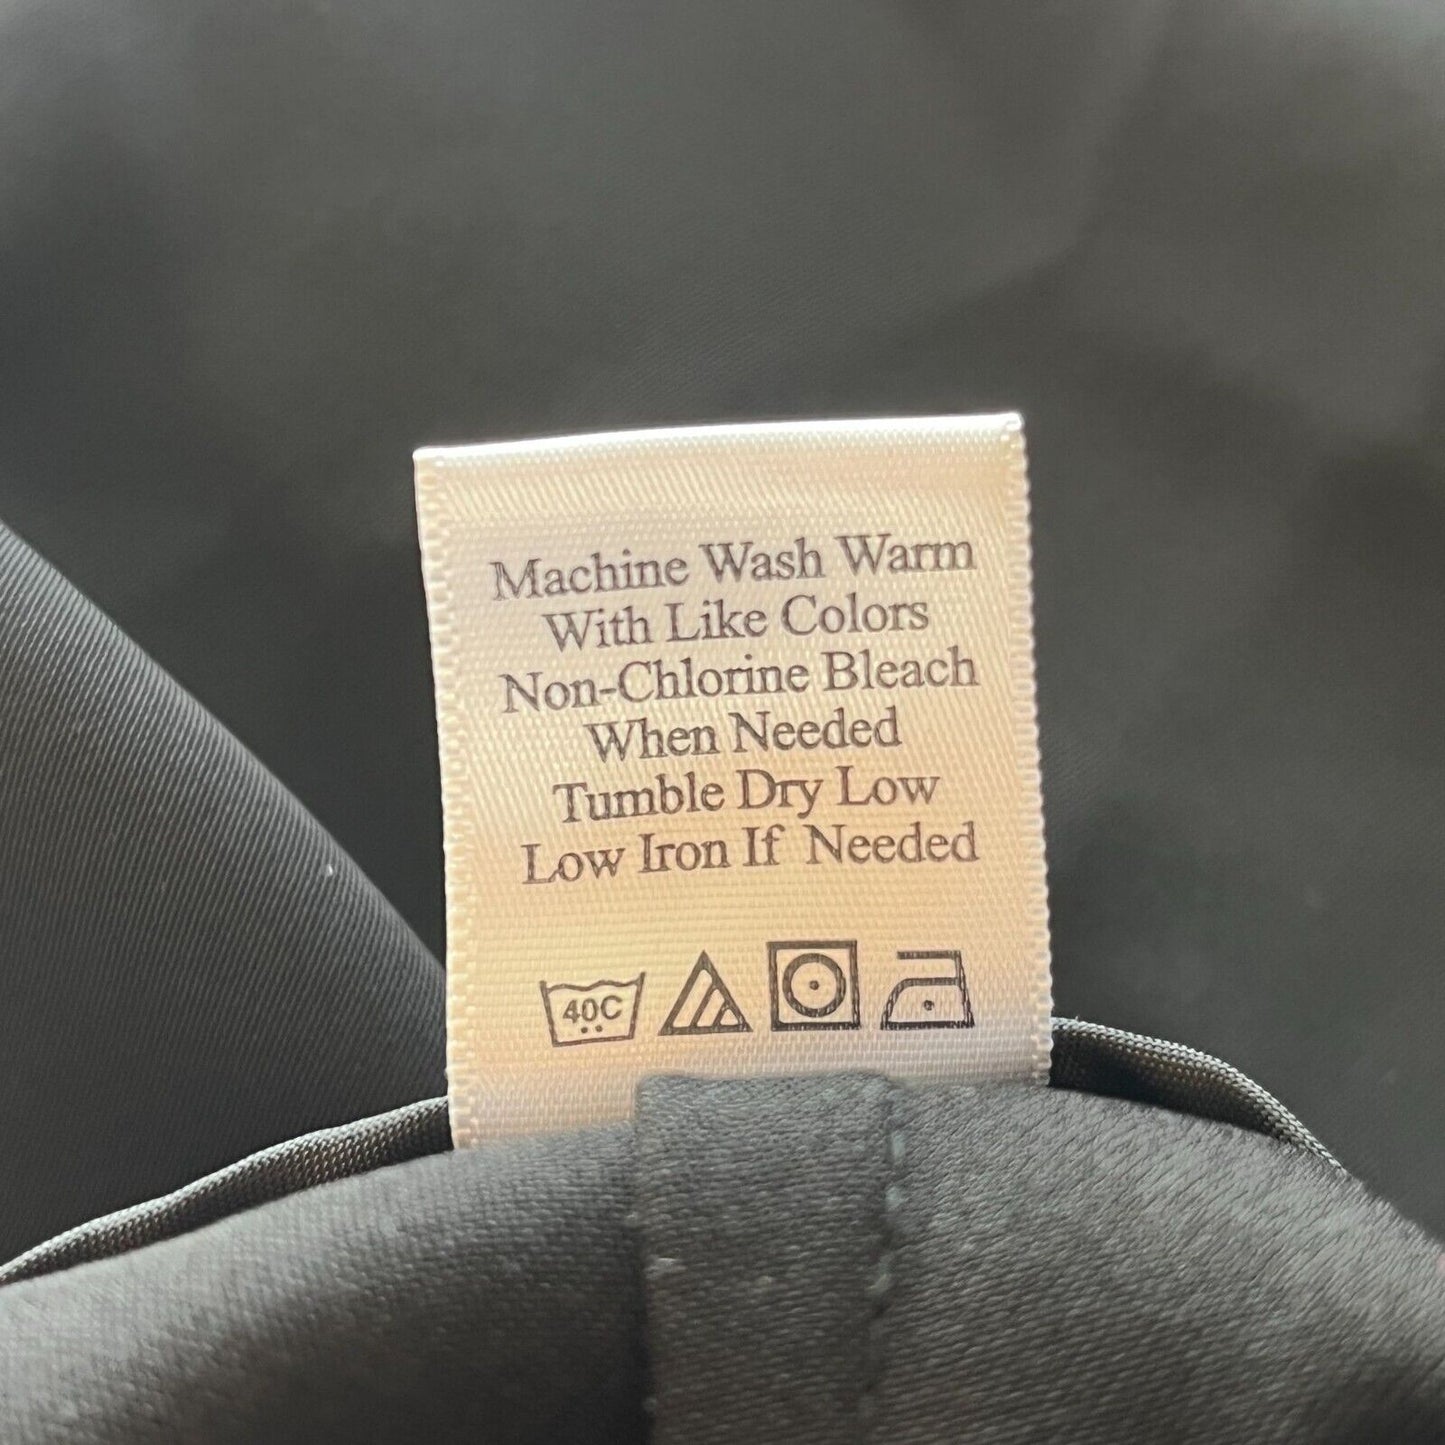 Machine Wash Warm
With Like Colors
Non-Chlorine Bleach
When Needed
Tumble Dry Low
Low Iron If Needed
40C